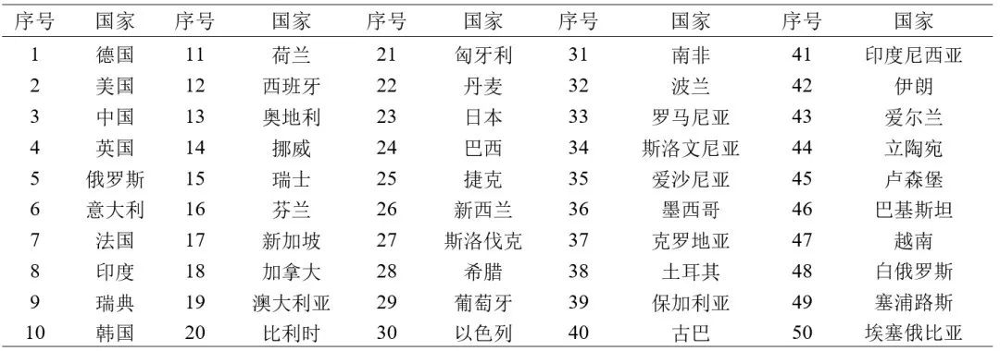 序号 国家 序号 国家 序号 国家 序号 国家 序号 国家
1 德国 11 荷兰 21 匈牙利 31 南非 41 印度尼西亚
2 美国 12 西班牙 22 丹麦 32 波兰 42 伊朗
3 中国 13 奥地利 23 日本 33 罗马尼亚 43 爱尔兰
4 英国 14 挪威 24 巴西 34 斯洛文尼亚 44 立陶宛
5 俄罗斯 15 瑞士 25 捷克 35 爱沙尼亚 45 卢森堡
6 意大利 16 芬兰 26 新西兰 36 墨西哥 46 巴基斯坦
7 法国 17 新加坡 27 斯洛伐克 37 克罗地亚 47 越南
8 印度 18 加拿大 28 希腊 38 土耳其 48 白俄罗斯
9 瑞典 19 澳大利亚 29 葡萄牙 39 保加利亚 49 塞浦路斯
10 韩国 20 比利时 30 以色列 40 古巴 50 埃塞俄比亚